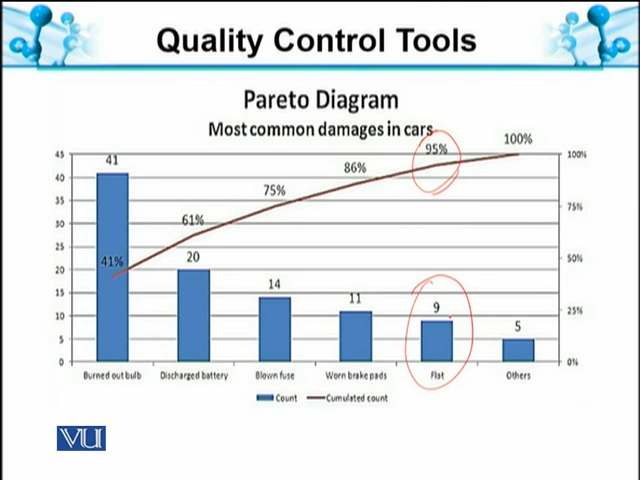 Quality Control Tools
Pareto Diagram
Most common damages in cars
45 41 95% 100% 100%
40 86%
35 75% 75%
30 61%
25 41% 50%
20 20
15 14 11 25%
10 9
5 5
0 0%
Burned out bulb Discharged battery Blown fuse Worn brake pads Flat Others
Count Cumulated count
VU